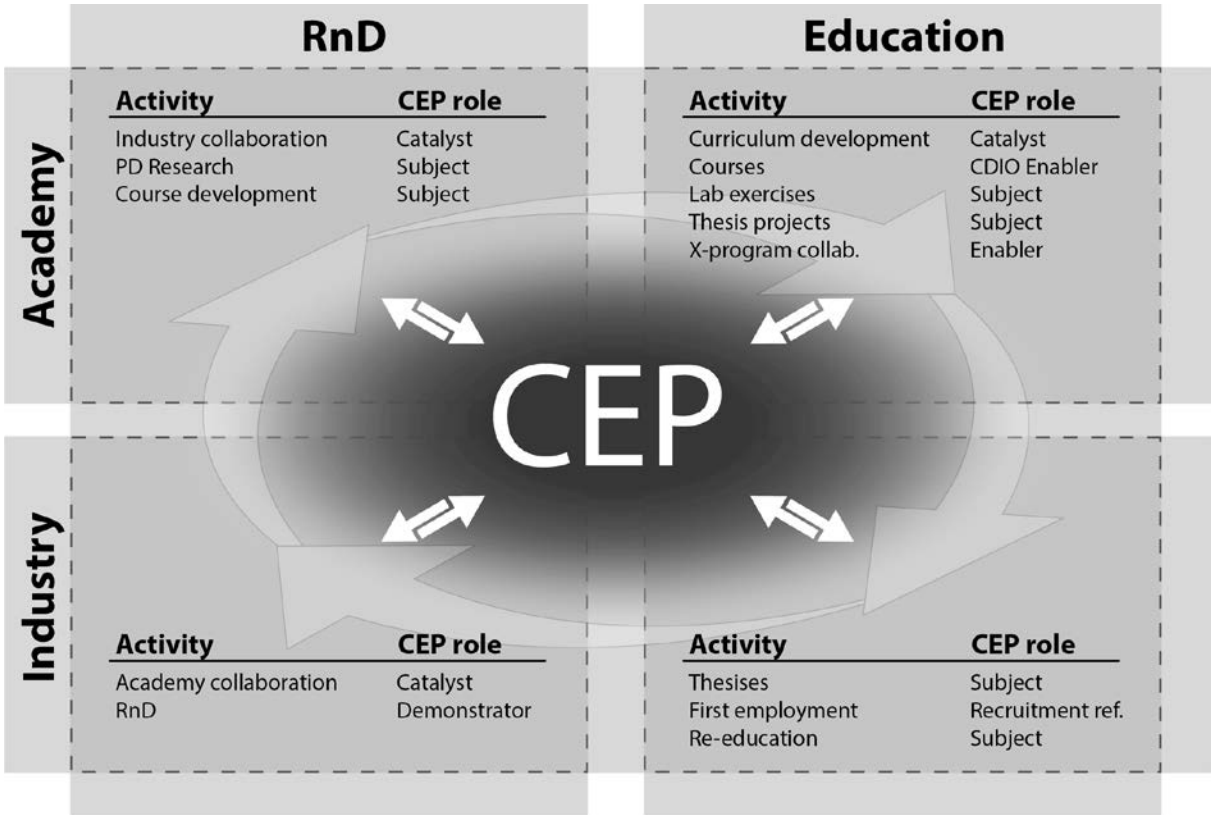 RnD
Education
Academy
Activity CEP role
Industry collaboration Catalyst
PD Research Subject
Course development Subject
Activity CEP role
Curriculum development Catalyst
Courses CDIO Enabler
Lab exercises Subject
Thesis projects Subject
X-program collab. Enabler
CEP
Industry
Activity CEP role
Academy collaboration Catalyst
RnD Demonstrator
Activity CEP role
Thesises Subject
First employment Recruitment ref.
Re-education Subject